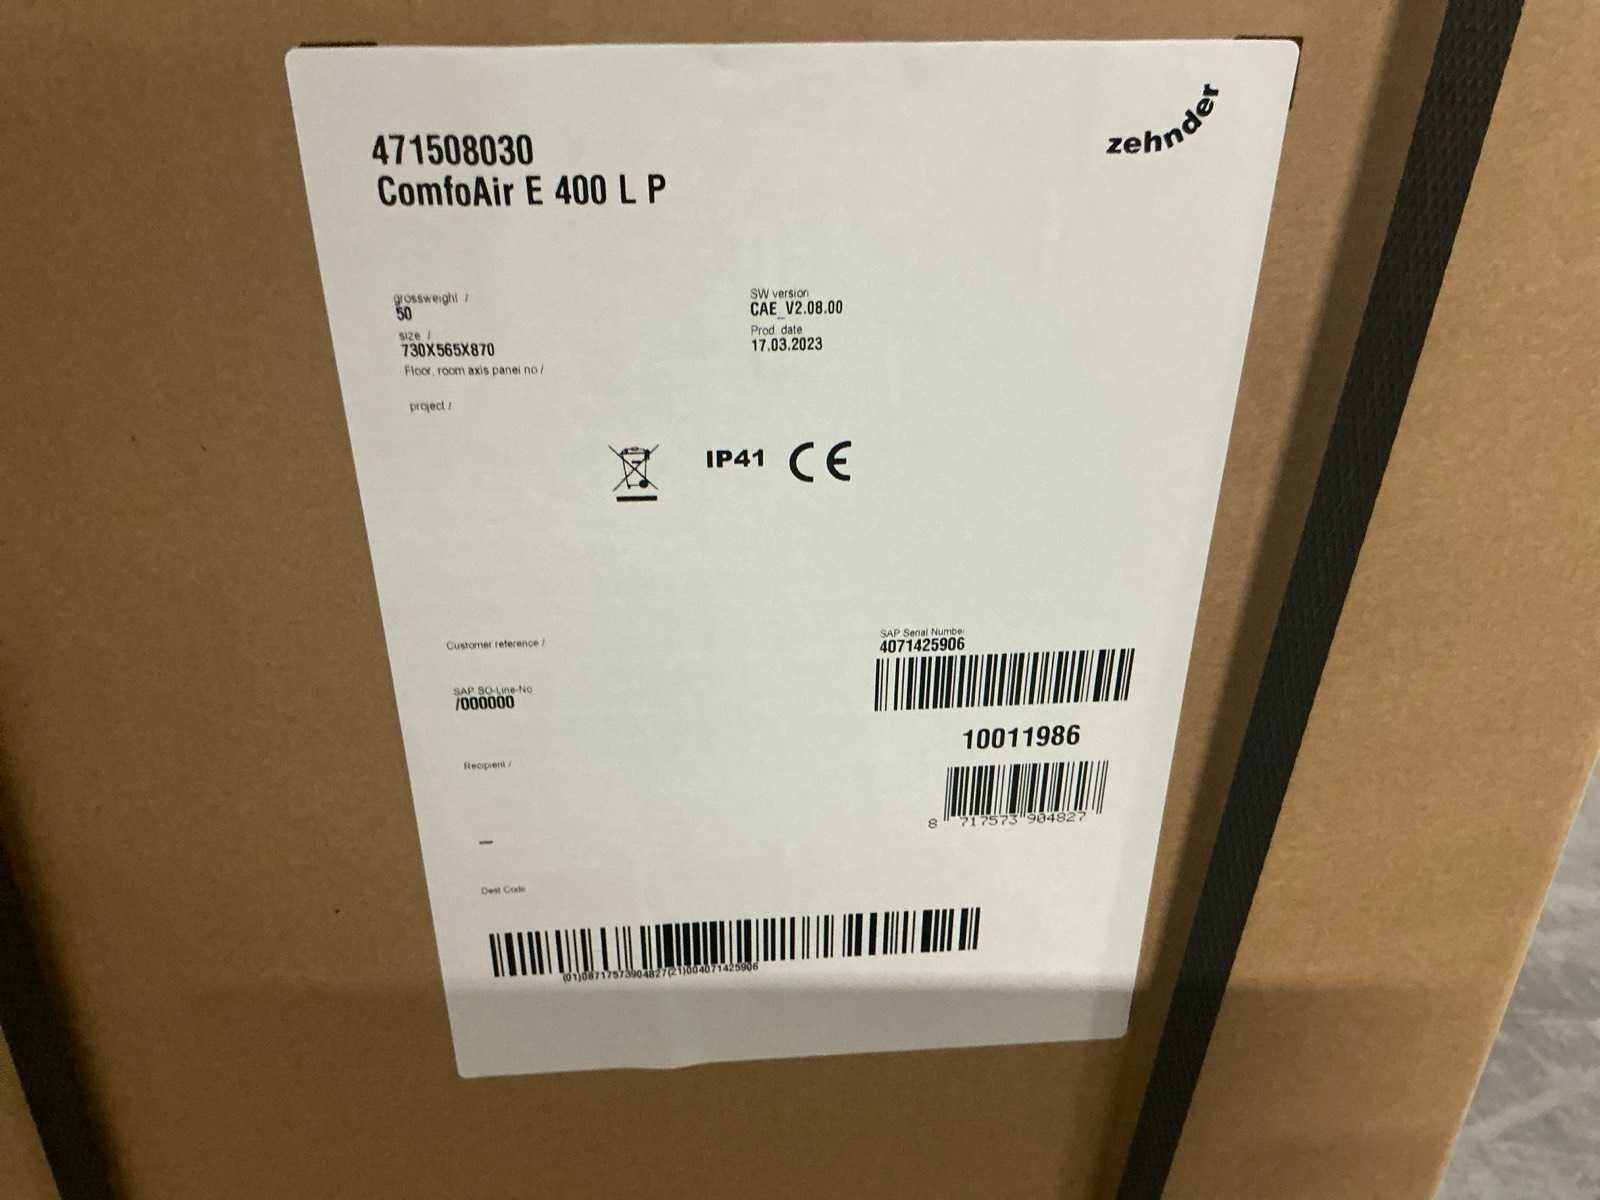 zehnder
471508030
ComfoAir E 400 L P
grossweight /
50
size /
730X565X870
Floor, room axis panel no /
project /
SW version
CAE_V2.08.00
Prod. date
17.03.2023
IP41 CE
Customer reference /
SAP SO-Line-No
/000000
Recipient /
–
Dest Code
SAP Serial Number
4071425906
10011986
8 717573 904827
(01)08717573904827(21)004071425906